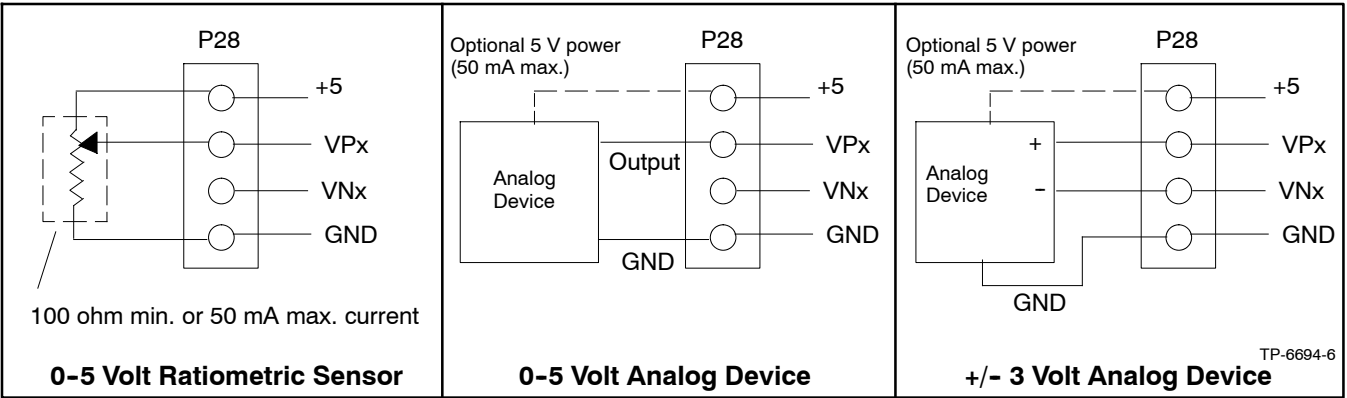 P28
+5
VPx
VNx
GND
100 ohm min. or 50 mA max. current
0-5 Volt Ratiometric Sensor
Optional 5 V power
(50 mA max.)
P28
+5
Analog
Device
Output
VPx
VNx
GND
GND
0-5 Volt Analog Device
Optional 5 V power
(50 mA max.)
P28
+5
Analog
Device
+
-
VPx
VNx
GND
GND
TP-6694-6
+/- 3 Volt Analog Device